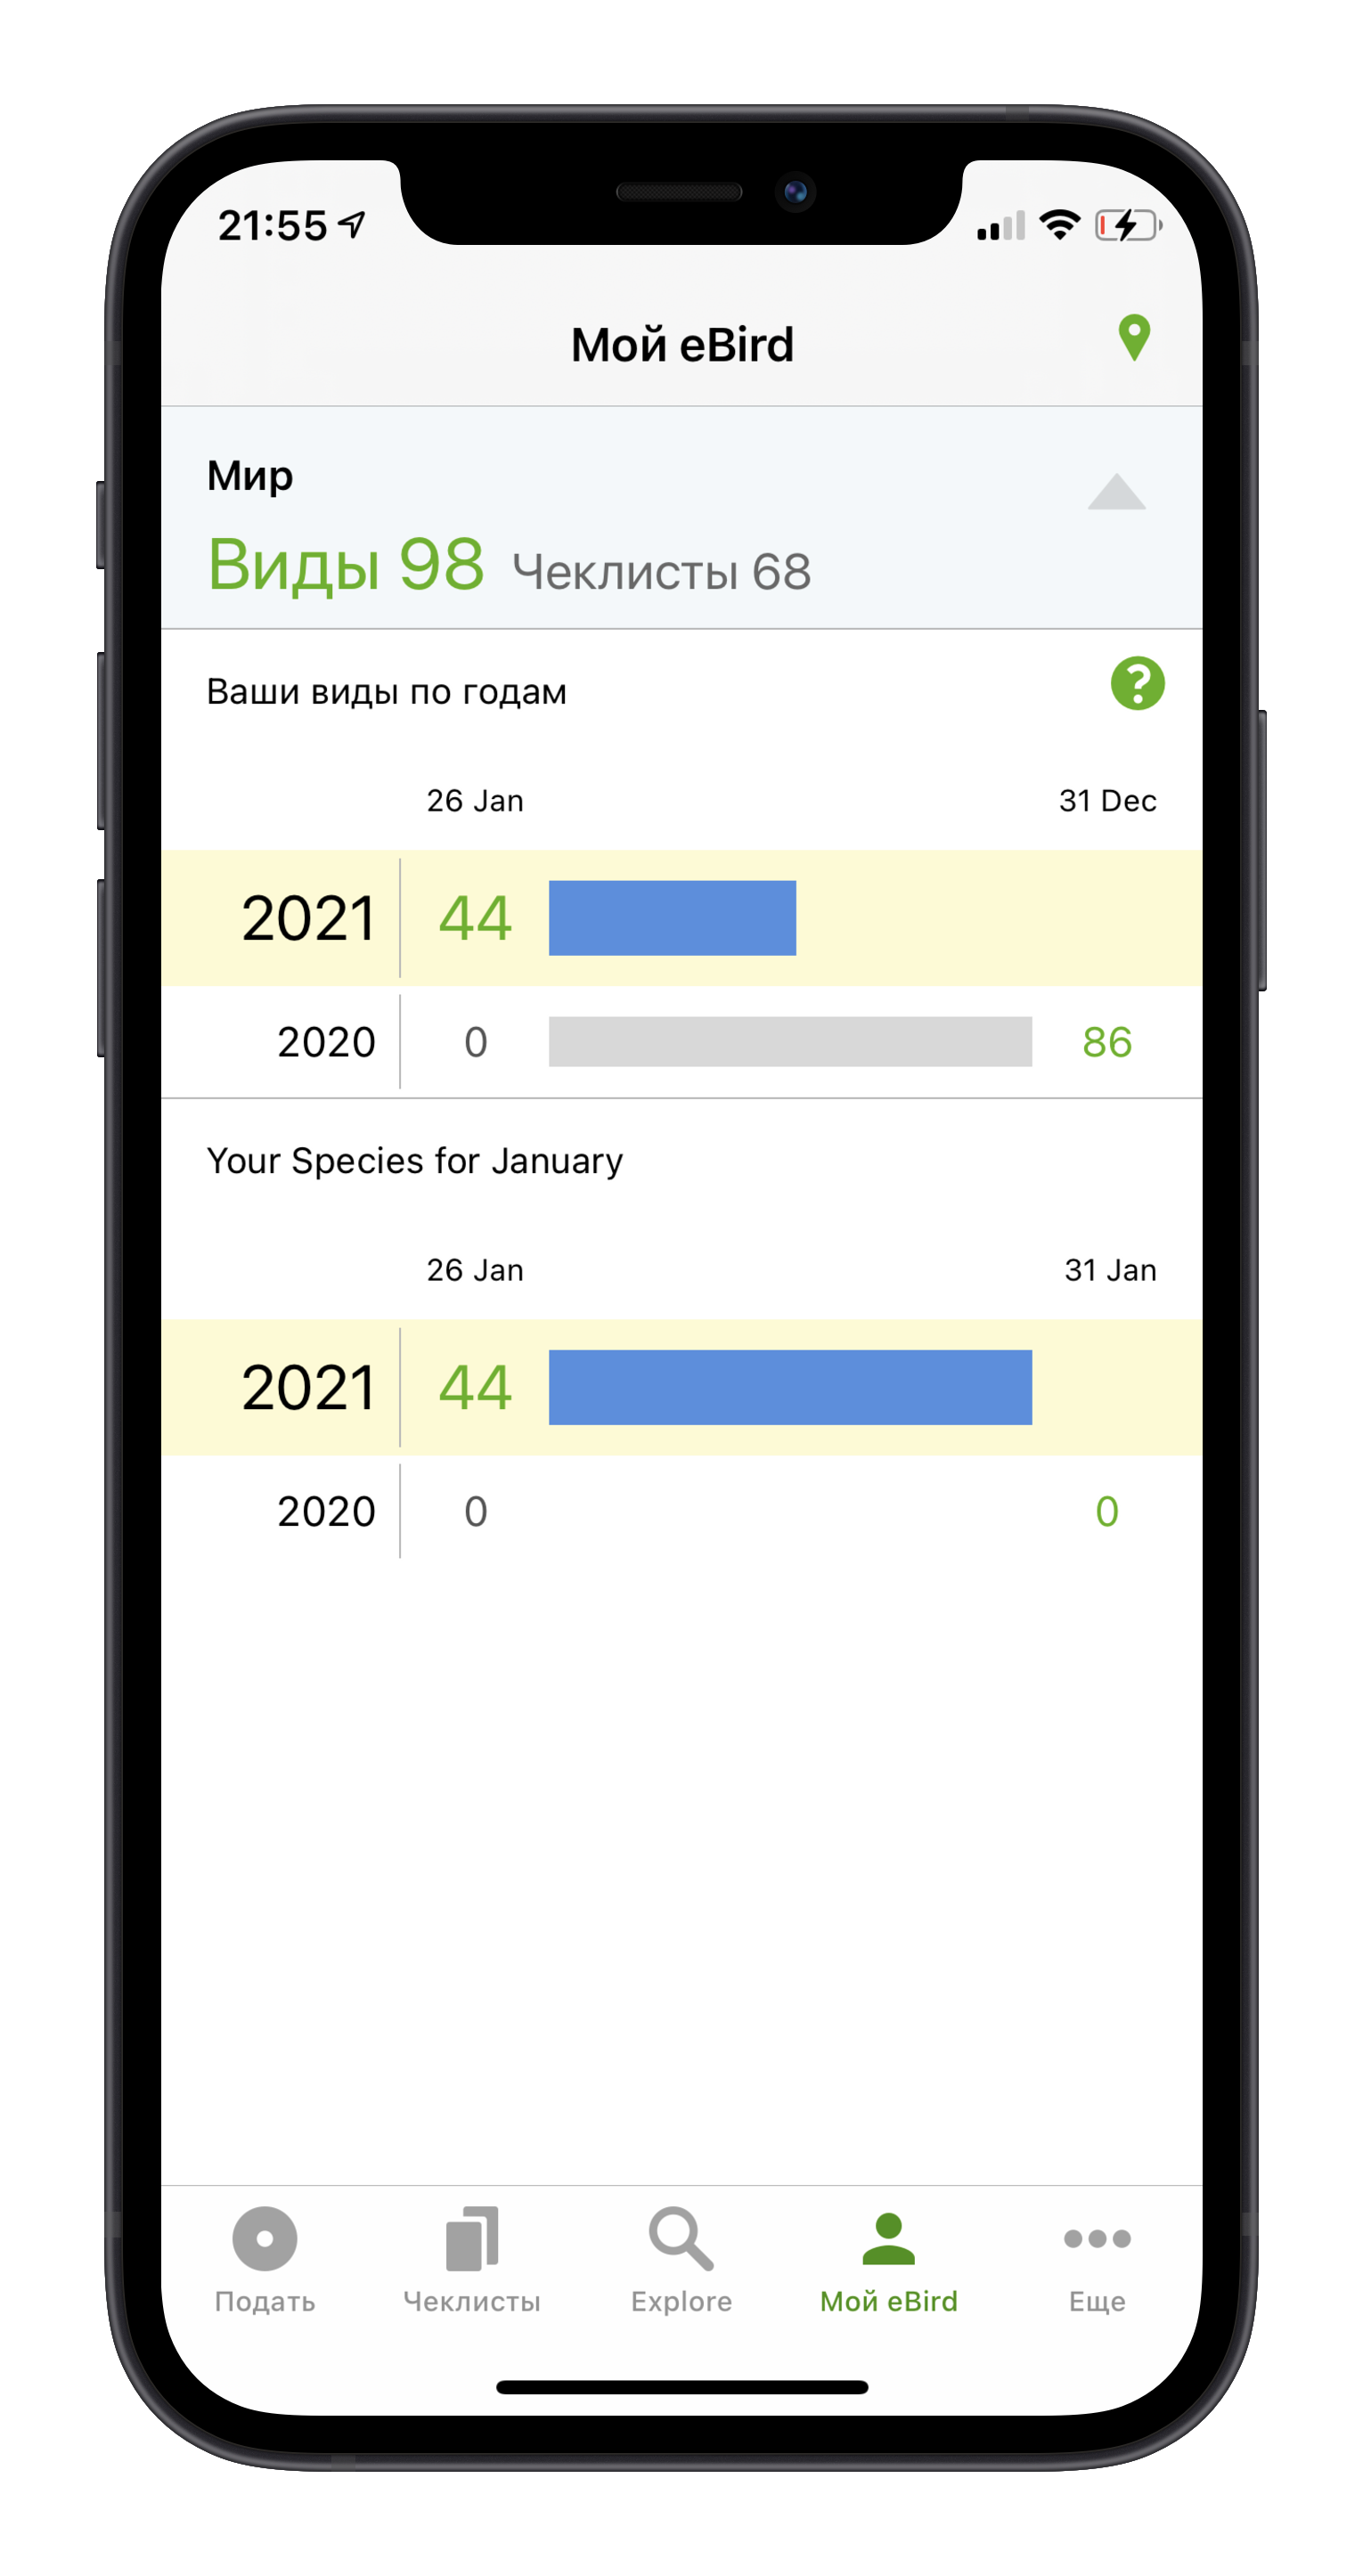 21:55
Мой eBird
Мир
Виды 98 Чеклисты 68
Ваши виды по годам
?
26 Jan 31 Dec
2021 44
2020 0 86
Your Species for January
26 Jan 31 Jan
2021 44
2020 0 0
Подать Чеклисты Explore Мой eBird Еще